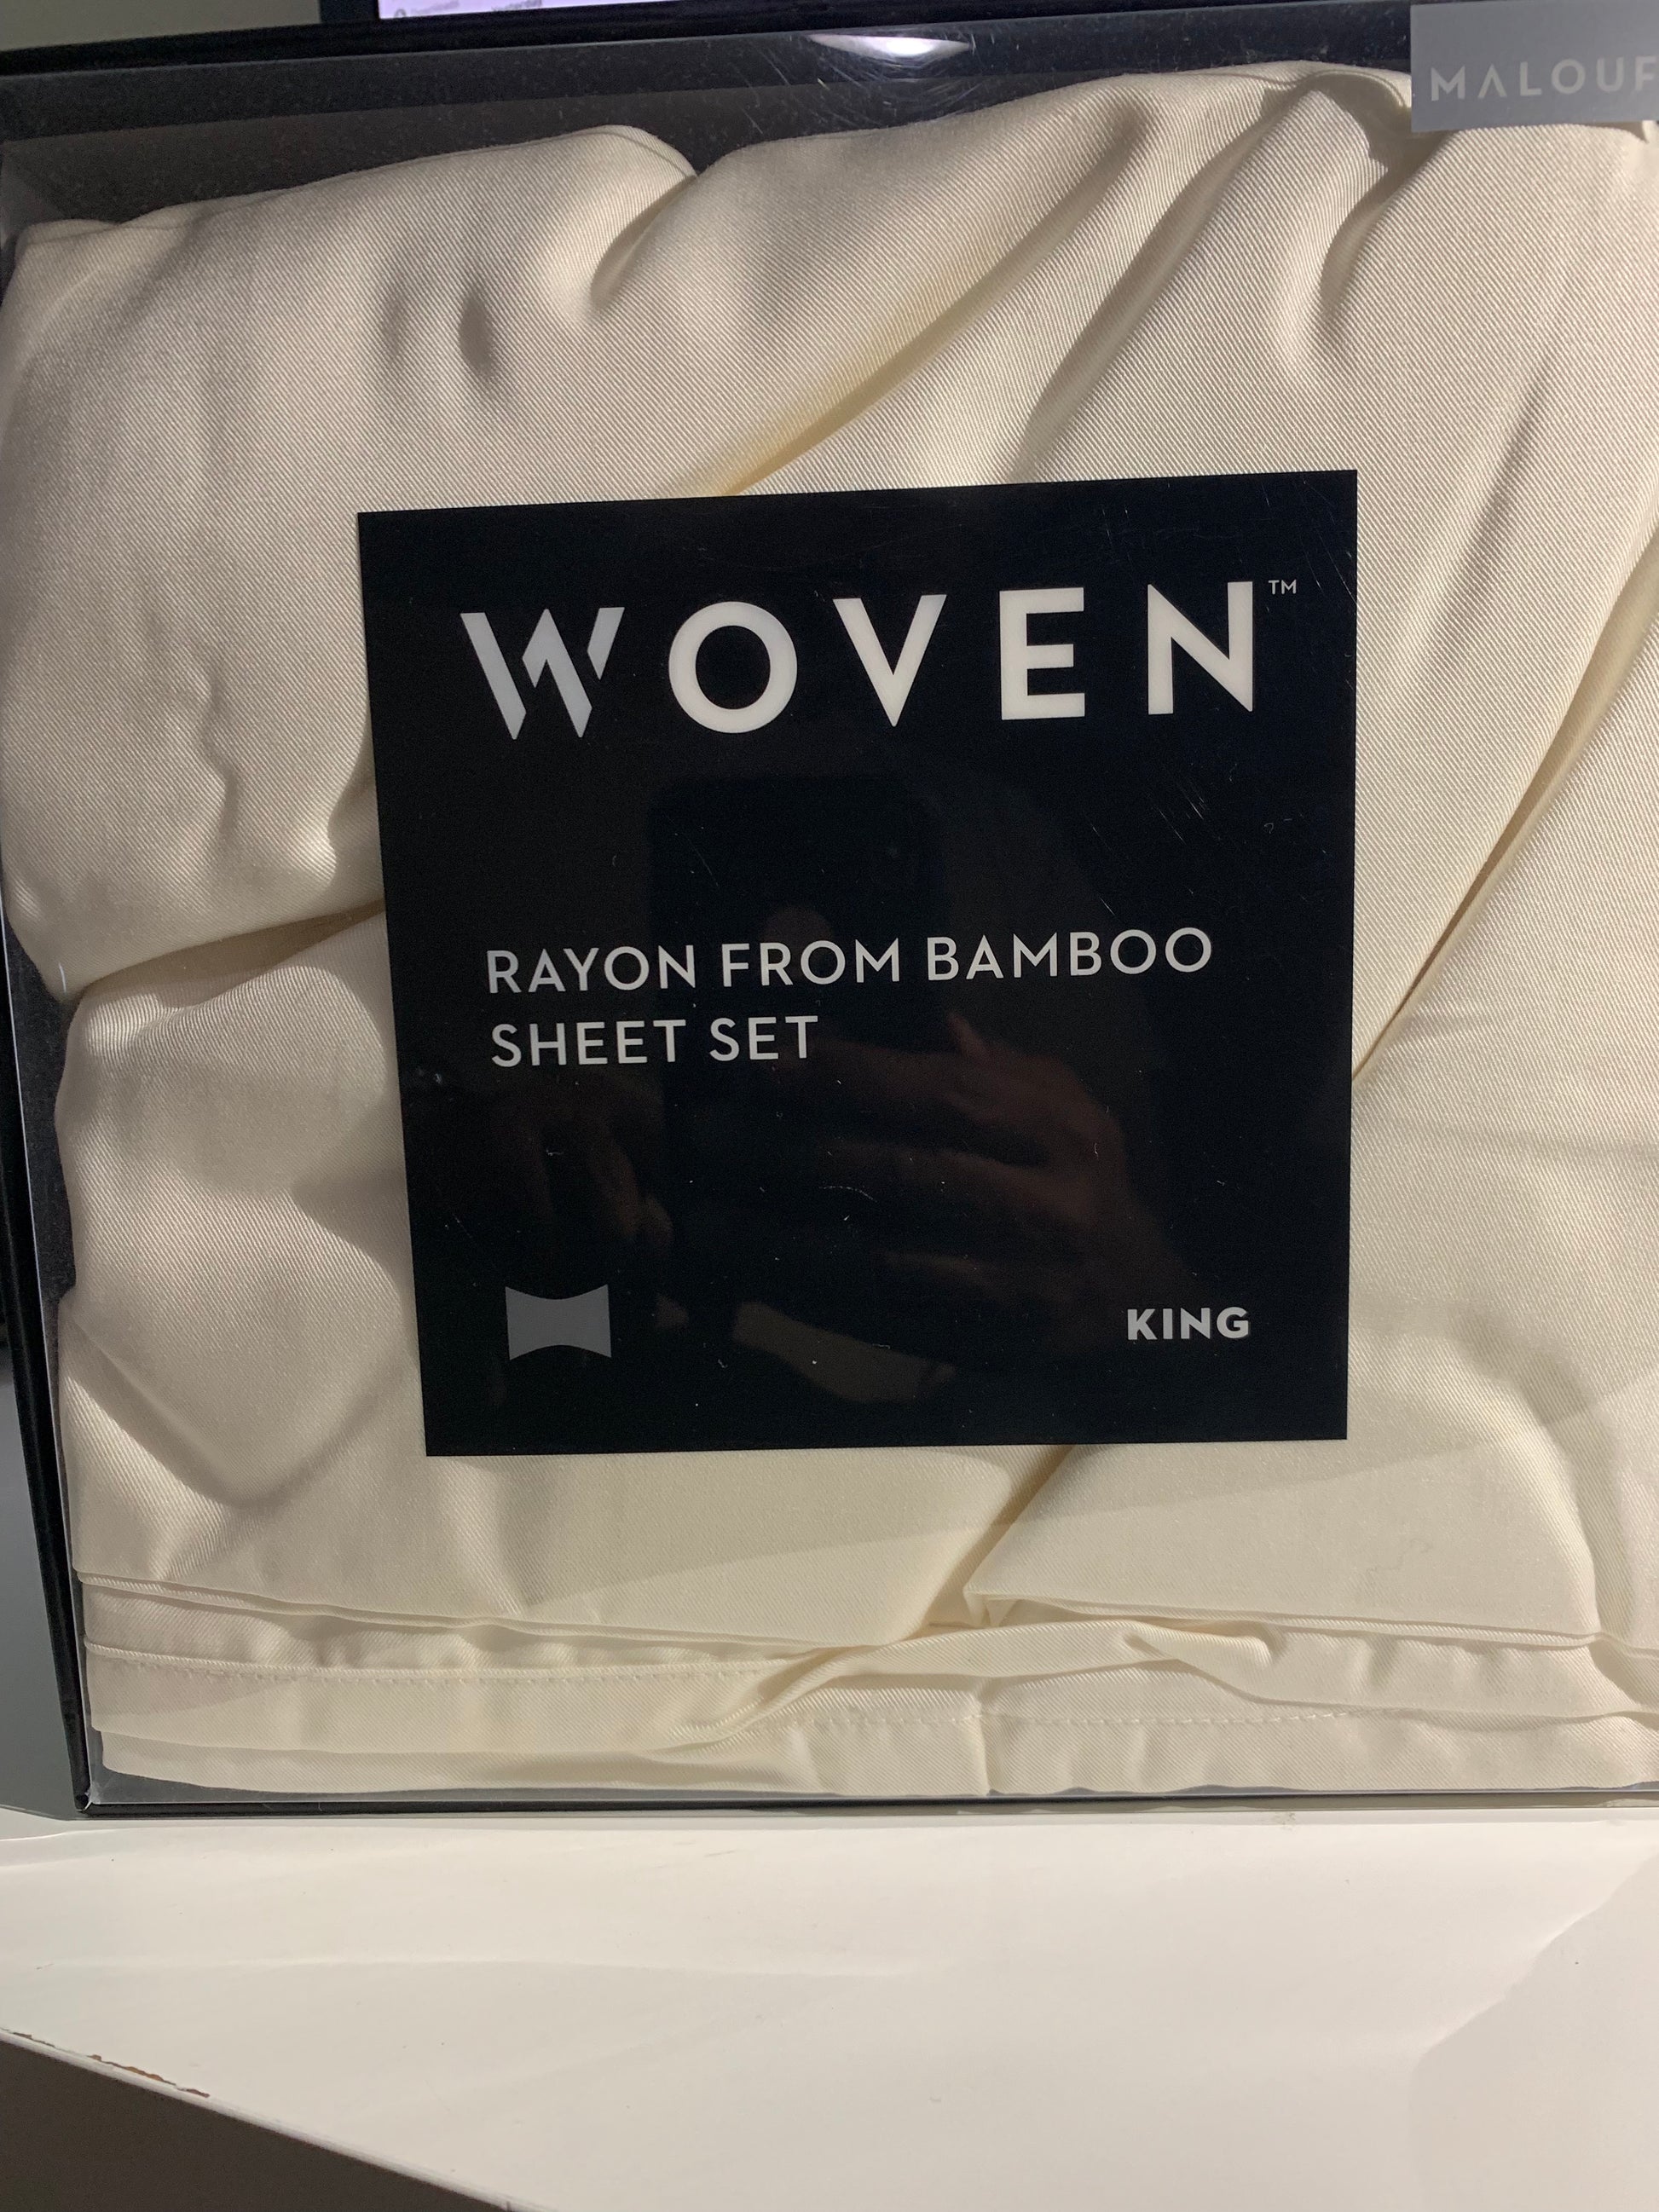 MALOUF
WOVEN™
RAYON FROM BAMBOO
SHEET SET
KING